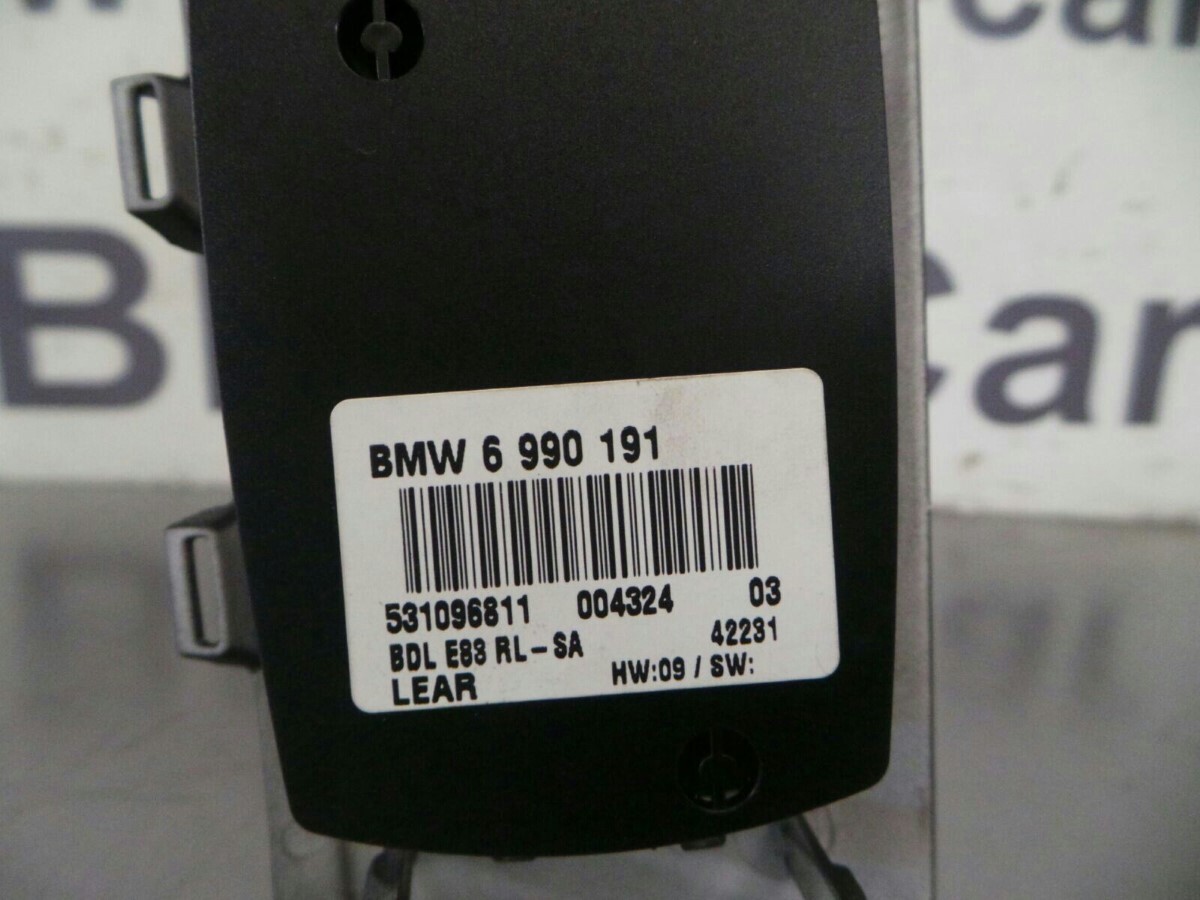 BMW 6 990 191
531096811 004324 03
BDL E83 RL-SA 42231
LEAR HW:09 / SW: